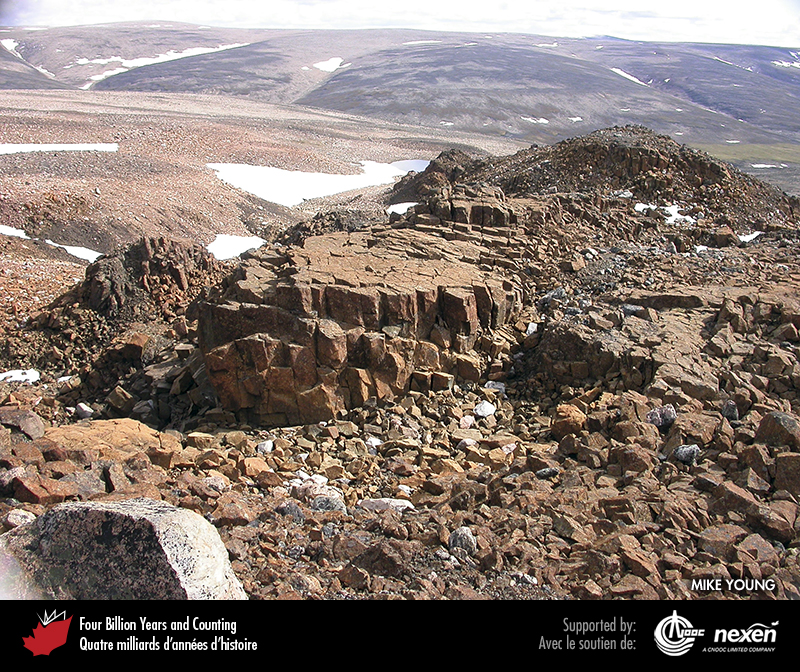 MIKE YOUNG
Four Billion Years and Counting
Quatre milliards d'années d'histoire
Supported by:
Avec le soutien de:
CNOOC
nexen
A CNOOC LIMITED COMPANY